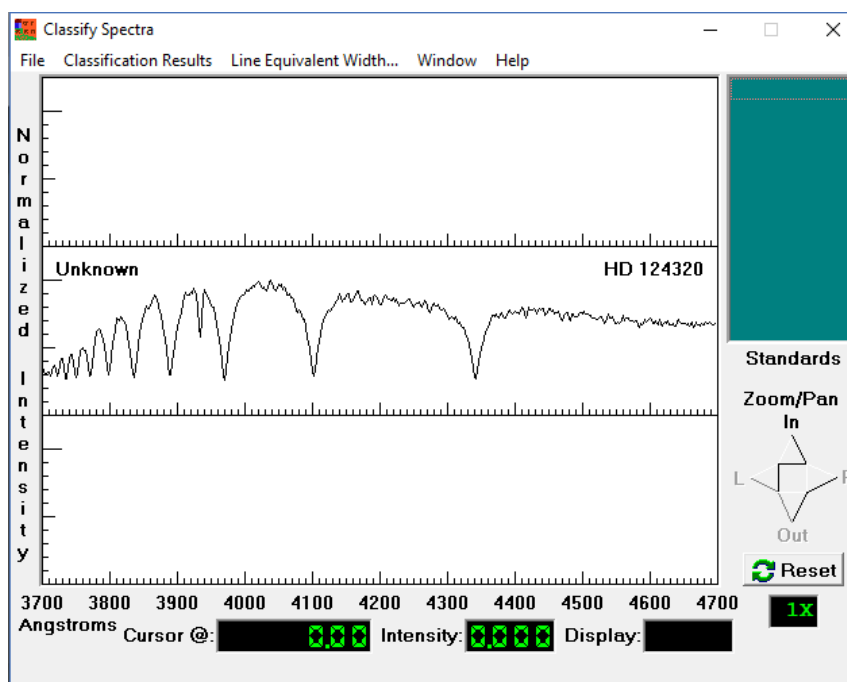 Classify Spectra
File Classification Results Line Equivalent Width... Window Help
Normalized Intensity
Unknown HD 124320
Standards
Zoom/Pan
In
L R
Out
Reset
3700 3800 3900 4000 4100 4200 4300 4400 4500 4600 4700
1X
Angstroms Cursor @: 0.00 Intensity: 0.000 Display: